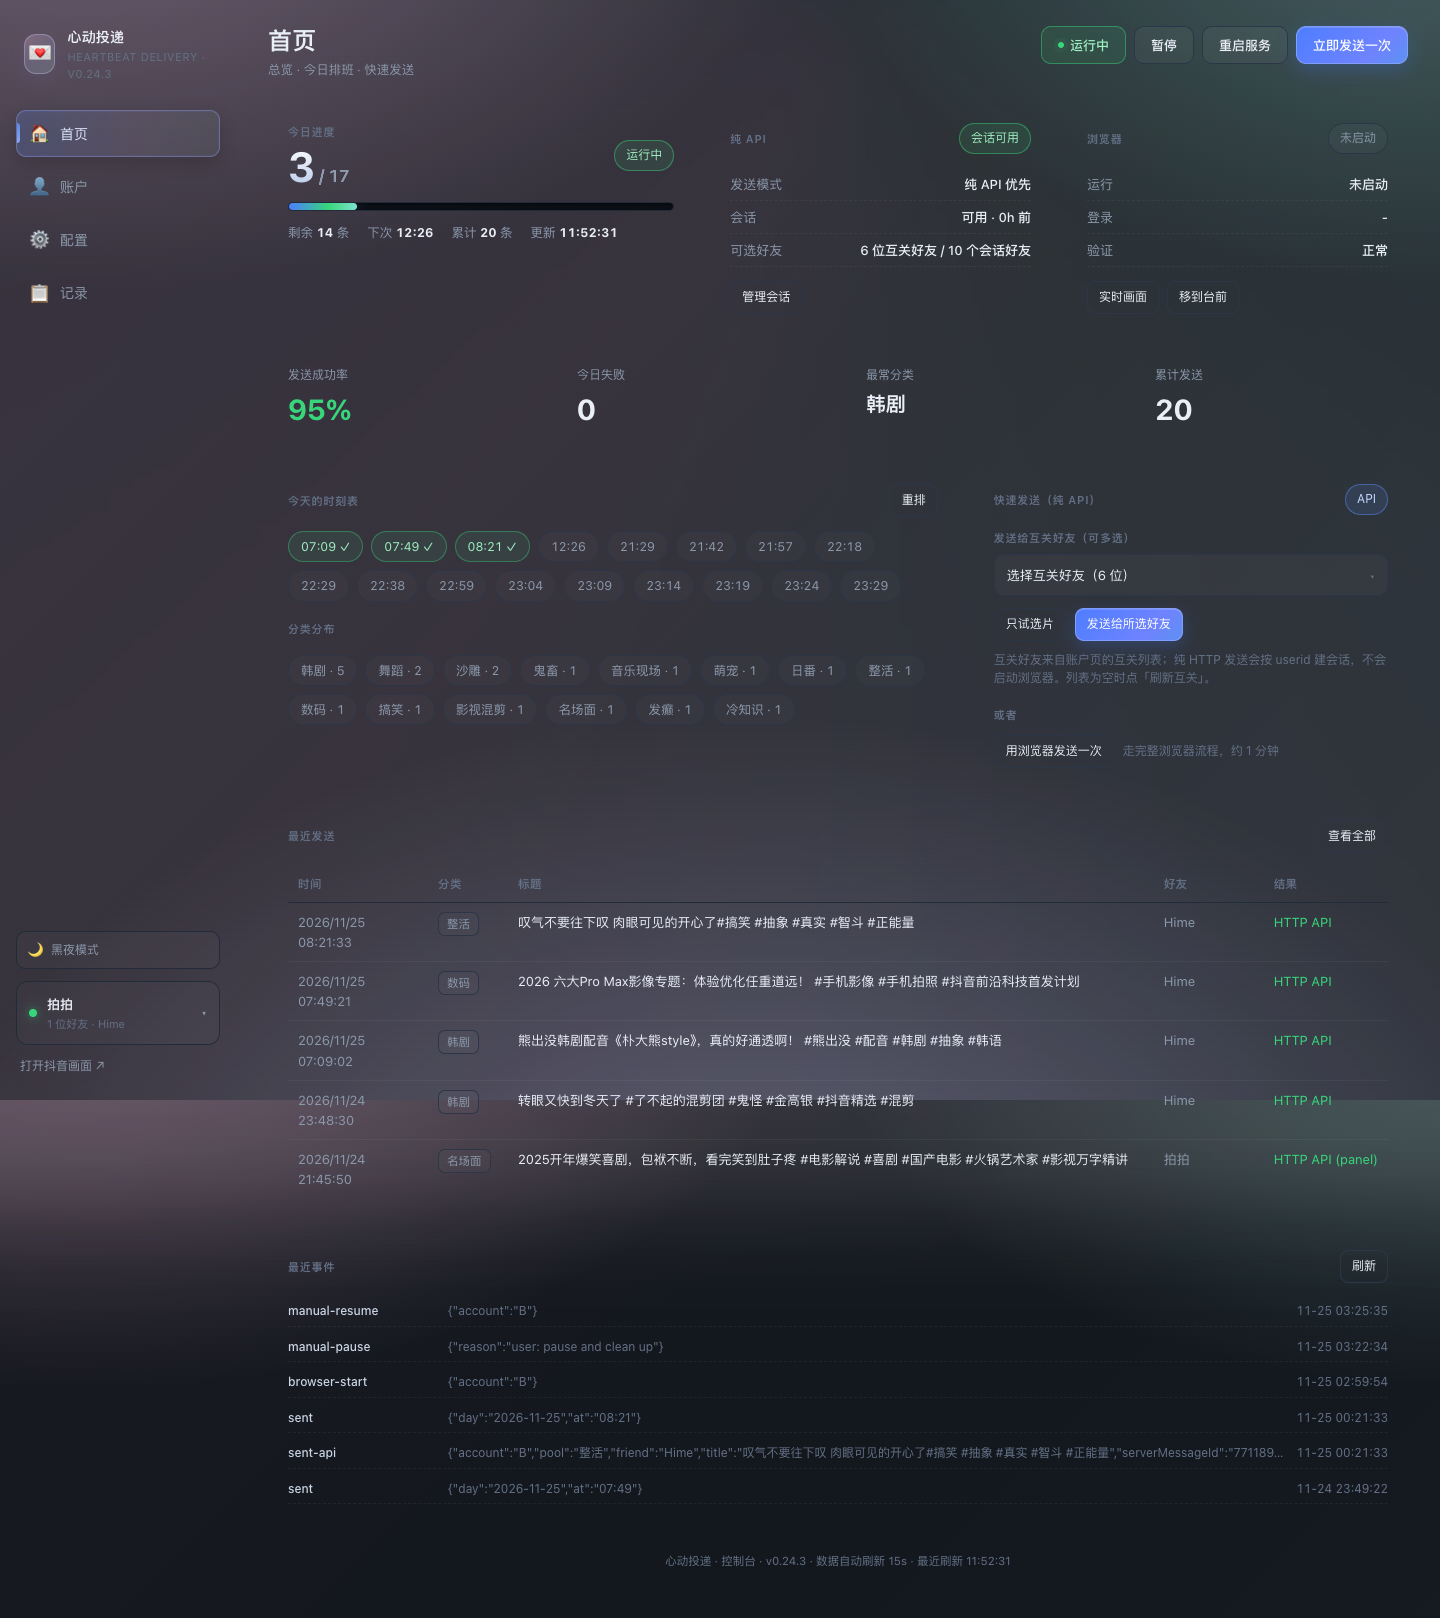 心动投递
HEARTBEAT DELIVERY ·
V0.24.3
首页
账户
配置
记录
黑夜模式
拍拍
1 位好友 · Hime
打开抖音画面 ↗
首页
总览 · 今日排班 · 快速发送
运行中
暂停
重启服务
立即发送一次
今日进度
3 / 17
运行中
剩余 14 条 下次 12:26 累计 20 条 更新 11:52:31
纯 API
会话可用
发送模式 纯 API 优先
会话 可用 · 0h 前
可选好友 6 位互关好友 / 10 个会话好友
管理会话
浏览器
未启动
运行 未启动
登录 -
验证 正常
实时画面 移到台前
发送成功率
95%
今日失败
0
最常分类
韩剧
累计发送
20
今天的时刻表
重排
07:09 ✓ 07:49 ✓ 08:21 ✓ 12:26 21:29 21:42 21:57 22:18
22:29 22:38 22:59 23:04 23:09 23:14 23:19 23:24 23:29
分类分布
韩剧 · 5 舞蹈 · 2 沙雕 · 2 鬼畜 · 1 音乐现场 · 1 萌宠 · 1 日番 · 1 整活 · 1
数码 · 1 搞笑 · 1 影视混剪 · 1 名场面 · 1 发癫 · 1 冷知识 · 1
快速发送（纯 API）
API
发送给互关好友（可多选）
选择互关好友（6 位）
只试选片 发送给所选好友
互关好友来自账户页的互关列表；纯 HTTP 发送会按 userid 建会话，不会
启动浏览器。列表为空时点「刷新互关」。
或者
用浏览器发送一次 走完整浏览器流程，约 1 分钟
最近发送
查看全部
时间 分类 标题 好友 结果
2026/11/25
08:21:33
整活 叹气不要往下叹 肉眼可见的开心了#搞笑 #抽象 #真实 #智斗 #正能量 Hime HTTP API
2026/11/25
07:49:21
数码 2026 六大Pro Max影像专题：体验优化任重道远！ #手机影像 #手机拍照 #抖音前沿科技首发计划 Hime HTTP API
2026/11/25
07:09:02
韩剧 熊出没韩剧配音《朴大熊style》，真的好通透啊！ #熊出没 #配音 #韩剧 #抽象 #韩语 Hime HTTP API
2026/11/24
23:48:30
韩剧 转眼又快到冬天了 #了不起的混剪团 #鬼怪 #金高银 #抖音精选 #混剪 Hime HTTP API
2026/11/24
21:45:50
名场面 2025开年爆笑喜剧，包袱不断，看完笑到肚子疼 #电影解说 #喜剧 #国产电影 #火锅艺术家 #影视万字精讲 拍拍 HTTP API (panel)
最近事件
刷新
manual-resume {"account":"B"} 11-25 03:25:35
manual-pause {"reason":"user: pause and clean up"} 11-25 03:22:34
browser-start {"account":"B"} 11-25 02:59:54
sent {"day":"2026-11-25","at":"08:21"} 11-25 00:21:33
sent-api {"account":"B","pool":"整活","friend":"Hime","title":"叹气不要往下叹 肉眼可见的开心了#搞笑 #抽象 #真实 #智斗 #正能量","serverMessageId":"771189... 11-25 00:21:33
sent {"day":"2026-11-25","at":"07:49"} 11-24 23:49:22
心动投递 · 控制台 · v0.24.3 · 数据自动刷新 15s · 最近刷新 11:52:31